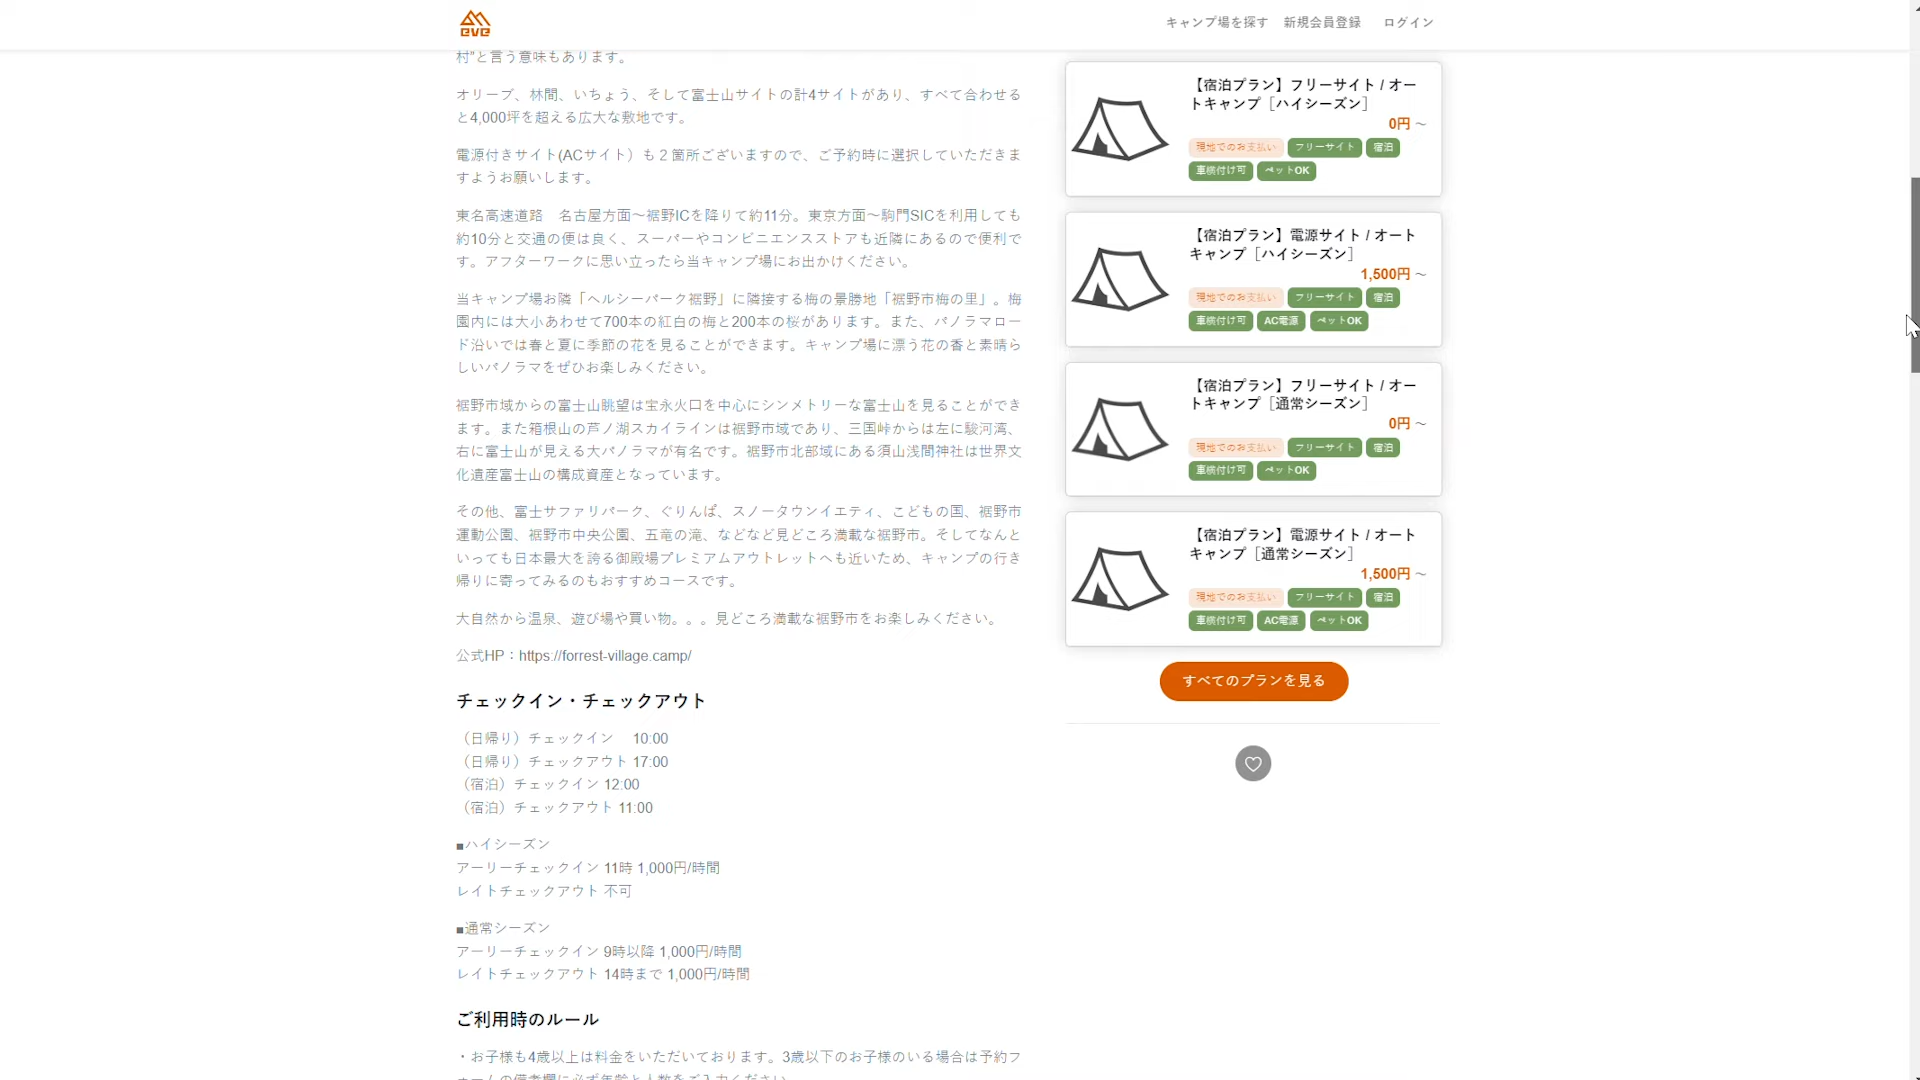 eve
キャンプ場を探す 新規会員登録 ログイン
村”と言う意味もあります。
オリーブ、林間、いちょう、そして富士山サイトの計4サイトがあり、すべて合わせる
と4,000坪を超える広大な敷地です。
電源付きサイト(ACサイト）も２箇所ございますので、ご予約時に選択していただきま
すようお願いします。
東名高速道路　名古屋方面～裾野ICを降りて約11分。東京方面～駒門SICを利用しても
約10分と交通の便は良く、スーパーやコンビニエンスストアも近隣にあるので便利で
す。アフターワークに思い立ったら当キャンプ場にお出かけください。
当キャンプ場お隣「ヘルシーパーク裾野」に隣接する梅の景勝地「裾野市梅の里」。梅
園内には大小あわせて700本の紅白の梅と200本の桜があります。また、パノラマロー
ド沿いでは春と夏に季節の花を見ることができます。キャンプ場に漂う花の香と素晴ら
しいパノラマをぜひお楽しみください。
裾野市域からの富士山眺望は宝永火口を中心にシンメトリーな富士山を見ることができ
ます。また箱根山の芦ノ湖スカイラインは裾野市域であり、三国峠からは左に駿河湾、
右に富士山が見える大パノラマが有名です。裾野市北部域にある須山浅間神社は世界文
化遺産富士山の構成資産となっています。
その他、富士サファリパーク、ぐりんぱ、スノータウンイエティ、こどもの国、裾野市
運動公園、裾野市中央公園、五竜の滝、などなど見どころ満載な裾野市。そしてなんと
いっても日本最大を誇る御殿場プレミアムアウトレットへも近いため、キャンプの行き
帰りに寄ってみるのもおすすめコースです。
大自然から温泉、遊び場や買い物。。。見どころ満載な裾野市をお楽しみください。
公式HP：https://forrest-village.camp/
チェックイン・チェックアウト
（日帰り）チェックイン　 10:00
（日帰り）チェックアウト 17:00
（宿泊）チェックイン 12:00
（宿泊）チェックアウト 11:00
■ハイシーズン
アーリーチェックイン 11時 1,000円/時間
レイトチェックアウト 不可
■通常シーズン
アーリーチェックイン 9時以降 1,000円/時間
レイトチェックアウト 14時まで 1,000円/時間
ご利用時のルール
・お子様も4歳以上は料金をいただいております。3歳以下のお子様のいる場合は予約フ
ォームの備考欄に必ず年齢と人数をご入力ください。
【宿泊プラン】フリーサイト / オー
トキャンプ［ハイシーズン］
0円 ～
現地でのお支払い フリーサイト 宿泊
車横付け可 ペットOK
【宿泊プラン】電源サイト / オート
キャンプ［ハイシーズン］
1,500円 ～
現地でのお支払い フリーサイト 宿泊
車横付け可 AC電源 ペットOK
【宿泊プラン】フリーサイト / オー
トキャンプ［通常シーズン］
0円 ～
現地でのお支払い フリーサイト 宿泊
車横付け可 ペットOK
【宿泊プラン】電源サイト / オート
キャンプ［通常シーズン］
1,500円 ～
現地でのお支払い フリーサイト 宿泊
車横付け可 AC電源 ペットOK
すべてのプランを見る